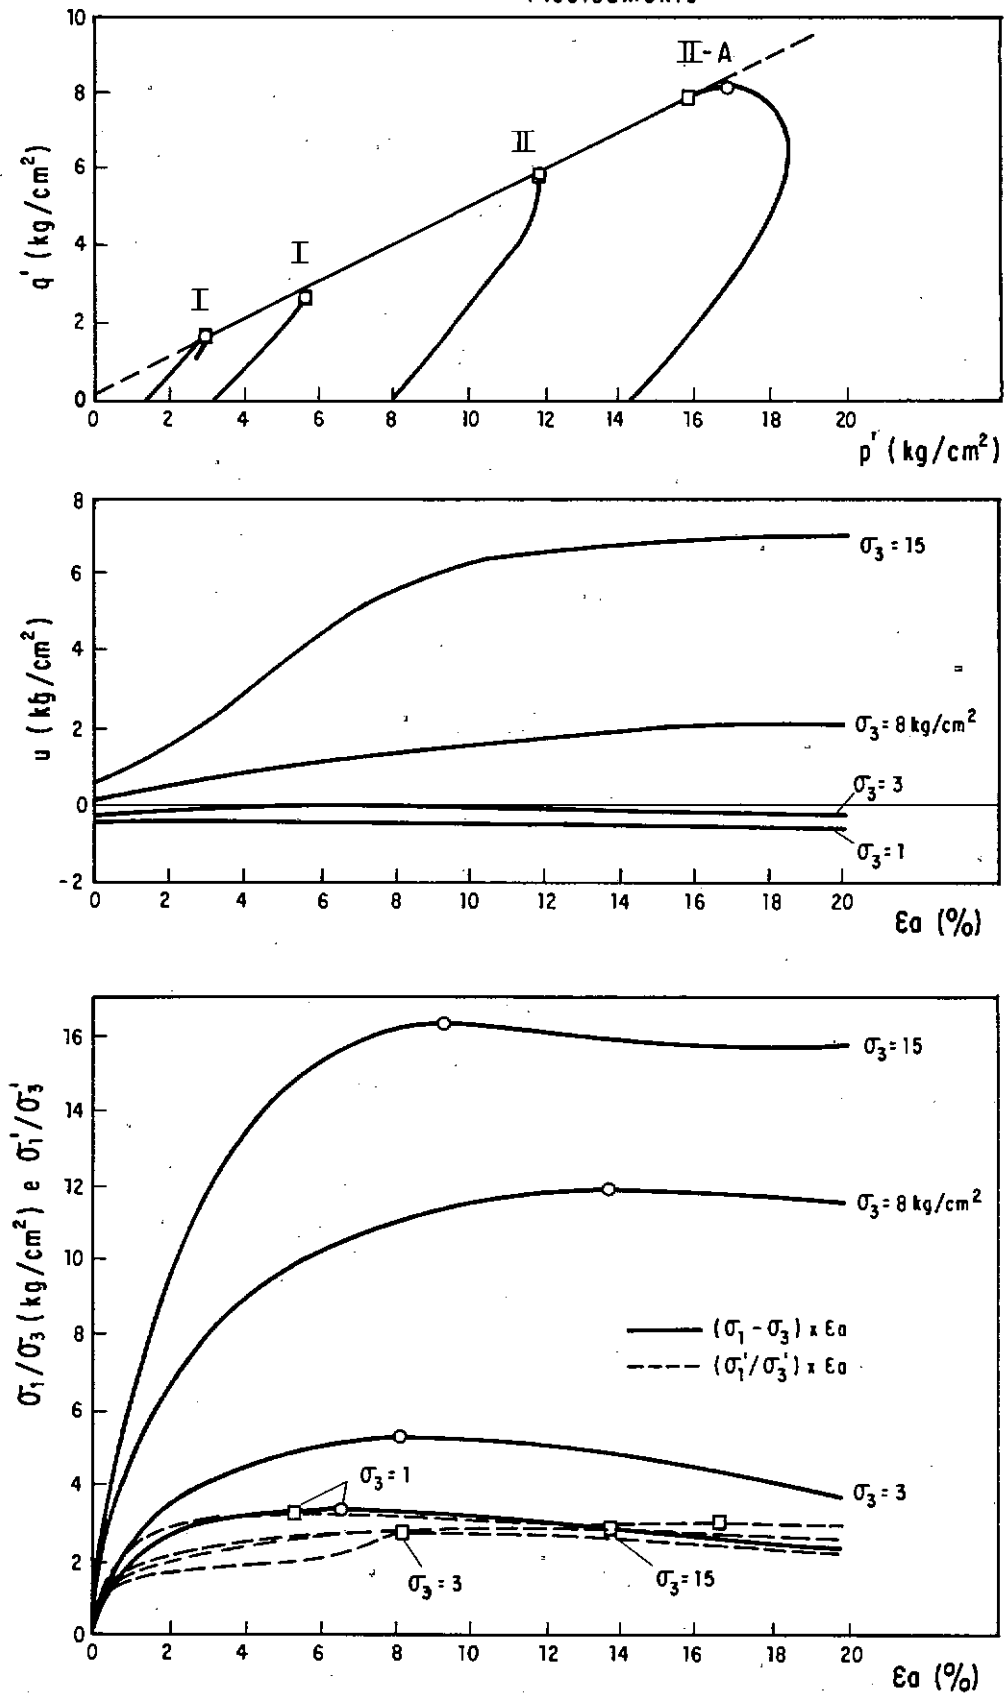 10
8
6
4
2
0
q' (kg/cm²)
I
I
II
II-A
0 2 4 6 8 10 12 14 16 18 20
p' (kg/cm²)
8
6
4
2
0
-2
u (kg/cm²)
σ₃ = 15
σ₃ = 8 kg/cm²
σ₃ = 3
σ₃ = 1
0 2 4 6 8 10 12 14 16 18 20
εa (%)
16
14
12
10
8
6
4
2
0
σ₁/σ₃ (kg/cm²) e σ₁'/σ₃'
σ₃ = 15
σ₃ = 8 kg/cm²
(σ₁ - σ₃) x εa
(σ₁'/σ₃') x εa
σ₃ = 1
σ₃ = 3
σ₃ = 3
σ₃ = 15
0 2 4 6 8 10 12 14 16 18 20
εa (%)